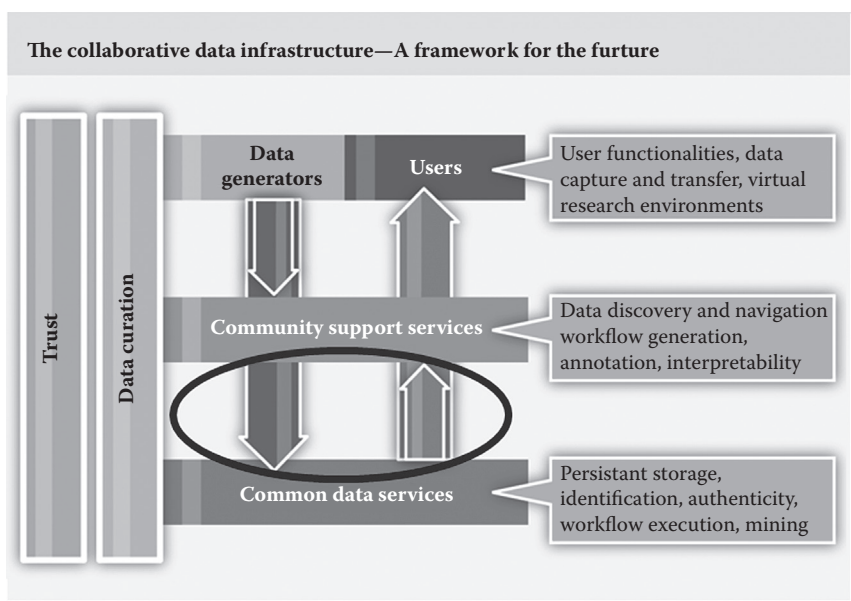 The collaborative data infrastructure—A framework for the furture
Trust
Data curation
Data
generators
Users
User functionalities, data
capture and transfer, virtual
research environments
Community support services
Data discovery and navigation
workflow generation,
annotation, interpretability
Common data services
Persistant storage,
identification, authenticity,
workflow execution, mining